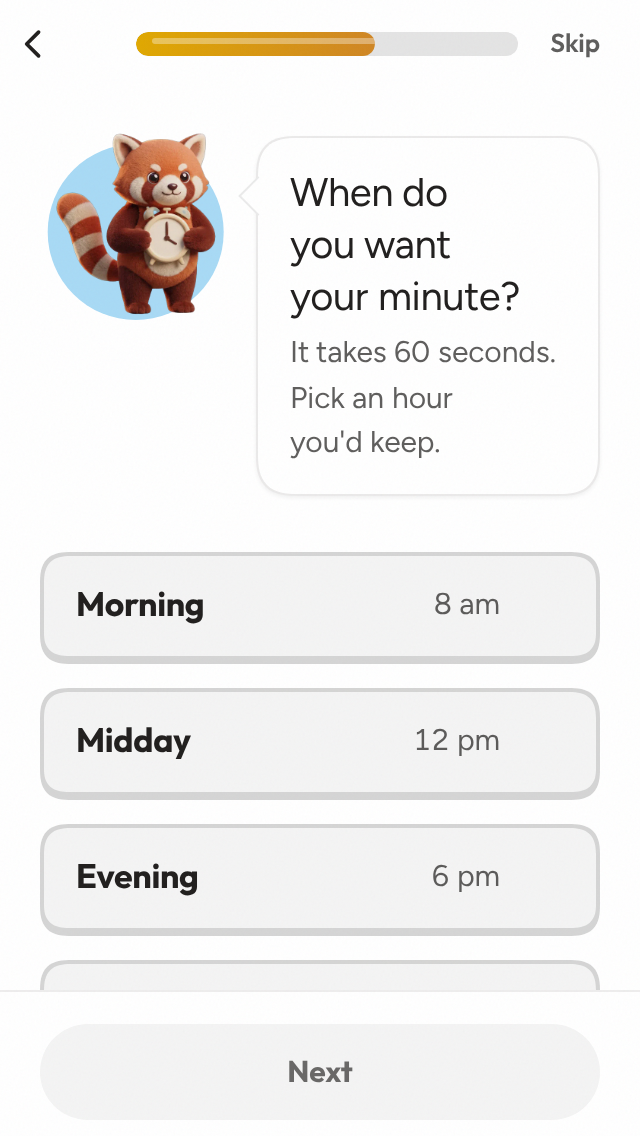 Skip
When do
you want
your minute?
It takes 60 seconds.
Pick an hour
you'd keep.
Morning 8 am
Midday 12 pm
Evening 6 pm
Next